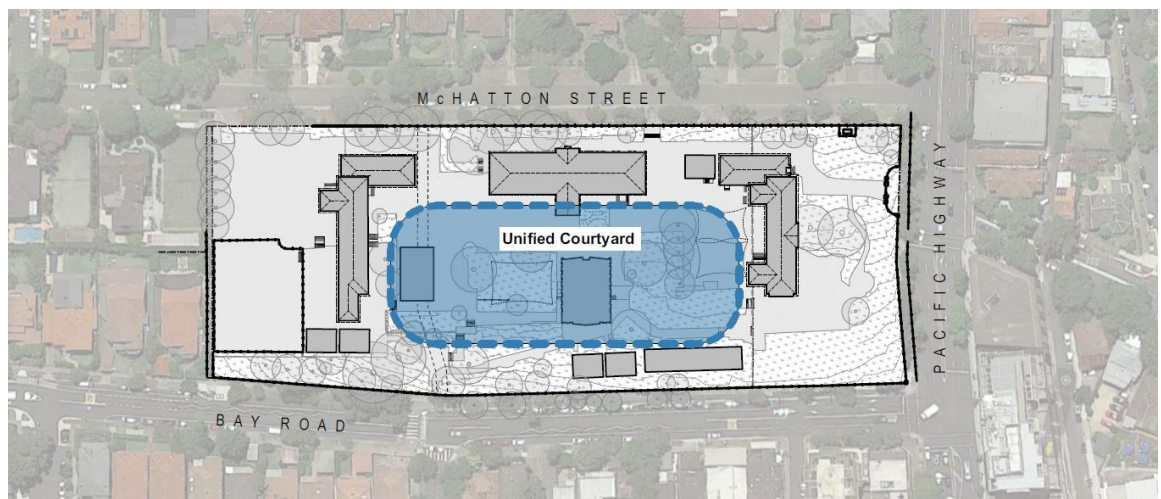 McHATTON STREET
Unified Courtyard
PACIFIC HIGHWAY
BAY ROAD